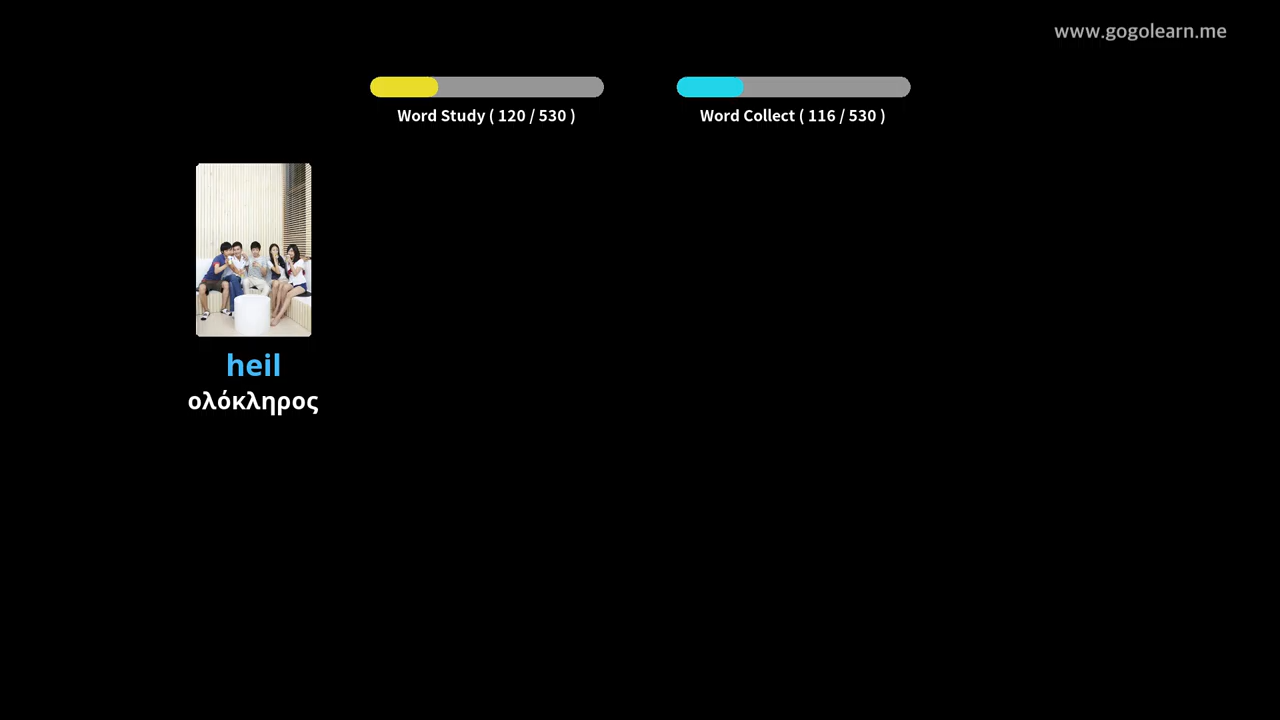 www.gogolearn.me
Word Study ( 120 / 530 )
Word Collect ( 116 / 530 )
heil
ολόκληρος